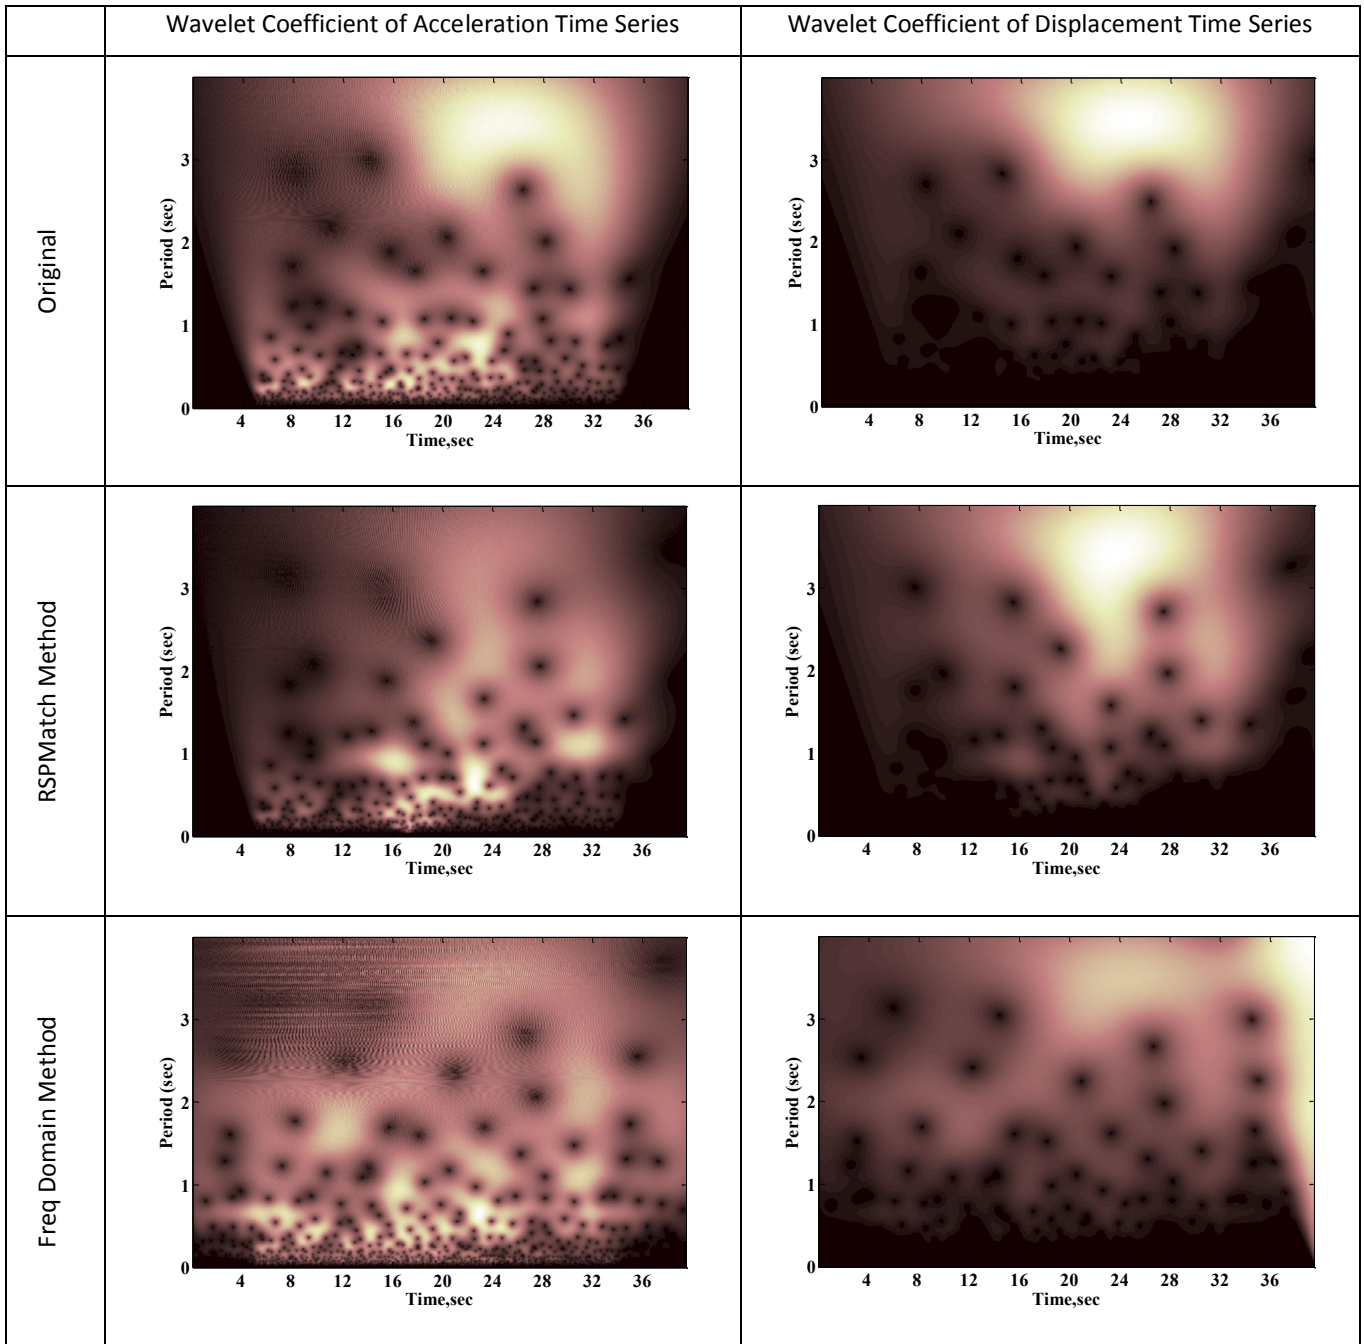 Wavelet Coefficient of Acceleration Time Series
Wavelet Coefficient of Displacement Time Series
Original
Period (sec)
3
2
1
0
4 8 12 16 20 24 28 32 36
Time,sec
Period (sec)
3
2
1
0
4 8 12 16 20 24 28 32 36
Time,sec
RSPMatch Method
Period (sec)
3
2
1
0
4 8 12 16 20 24 28 32 36
Time,sec
Period (sec)
3
2
1
0
4 8 12 16 20 24 28 32 36
Time,sec
Freq Domain Method
Period (sec)
3
2
1
0
4 8 12 16 20 24 28 32 36
Time,sec
Period (sec)
3
2
1
0
4 8 12 16 20 24 28 32 36
Time,sec